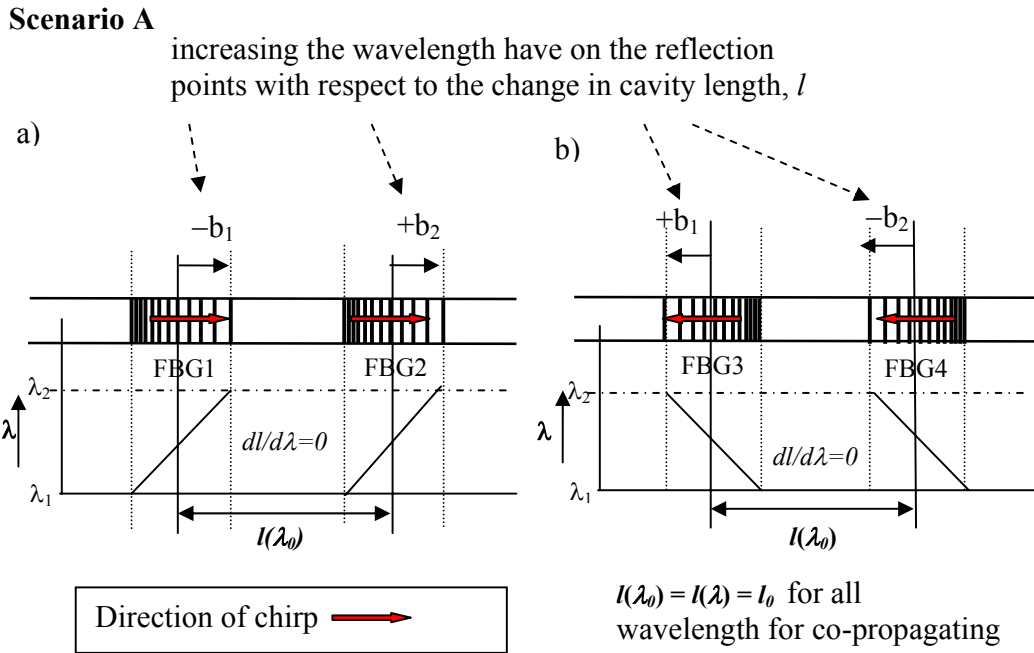 Scenario A
increasing the wavelength have on the reflection
points with respect to the change in cavity length, l
a)
b)
–b₁
+b₂
+b₁
–b₂
FBG1
FBG2
FBG3
FBG4
λ₂
λ₂
λ
λ
dl/dλ=0
dl/dλ=0
λ₁
λ₁
l(λ₀)
l(λ₀)
Direction of chirp
l(λ₀) = l(λ) = l₀ for all
wavelength for co-propagating